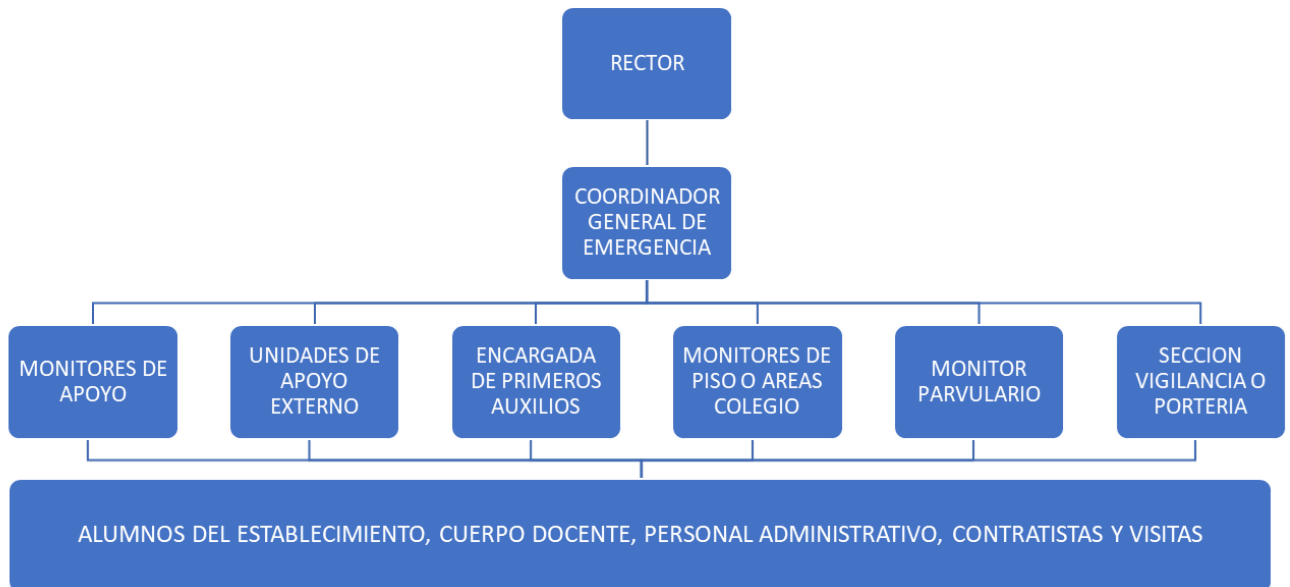 RECTOR
COORDINADOR
GENERAL DE
EMERGENCIA
MONITORES DE
APOYO
UNIDADES DE
APOYO
EXTERNO
ENCARGADA
DE PRIMEROS
AUXILIOS
MONITORES DE
PISO O AREAS
COLEGIO
MONITOR
PARVULARIO
SECCION
VIGILANCIA O
PORTERIA
ALUMNOS DEL ESTABLECIMIENTO, CUERPO DOCENTE, PERSONAL ADMINISTRATIVO, CONTRATISTAS Y VISITAS